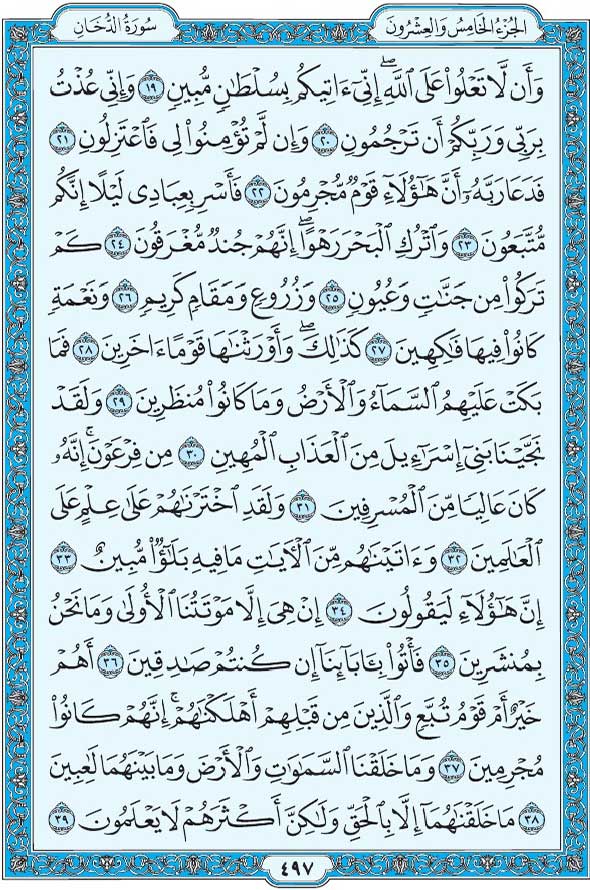 الجزء الخامس والعشرون
سورة الدخان
وَأَن لَّا تَعْلُوا۟ عَلَى ٱللَّهِ ۖ إِنِّىٓ ءَاتِيكُم بِسُلْطَٰنٍ مُّبِينٍ ١٩ وَإِنِّى عُذْتُ
بِرَبِّى وَرَبِّكُمْ أَن تَرْجُمُونِ ٢٠ وَإِن لَّمْ تُؤْمِنُوا۟ لِى فَٱعْتَزِلُونِ ٢١
فَدَعَا رَبَّهُۥٓ أَنَّ هَٰٓؤُلَآءِ قَوْمٌ مُّجْرِمُونَ ٢٢ فَأَسْرِ بِعِبَادِى لَيْلًا إِنَّكُم
مُّتَّبَعُونَ ٢٣ وَٱتْرُكِ ٱلْبَحْرَ رَهْوًا ۖ إِنَّهُمْ جُندٌ مُّغْرَقُونَ ٢٤ كَمْ
تَرَكُوا۟ مِن جَنَّٰتٍ وَعُيُونٍ ٢٥ وَزُرُوعٍ وَمَقَامٍ كَرِيمٍ ٢٦ وَنَعْمَةٍ
كَانُوا۟ فِيهَا فَٰكِهِينَ ٢٧ كَذَٰلِكَ ۖ وَأَوْرَثْنَٰهَا قَوْمًا ءَاخَرِينَ ٢٨ فَمَا
بَكَتْ عَلَيْهِمُ ٱلسَّمَآءُ وَٱلْأَرْضُ وَمَا كَانُوا۟ مُنظَرِينَ ٢٩ وَلَقَدْ
نَجَّيْنَا بَنِىٓ إِسْرَٰٓءِيلَ مِنَ ٱلْعَذَابِ ٱلْمُهِينِ ٣٠ مِن فِرْعَوْنَ ۚ إِنَّهُۥ
كَانَ عَالِيًا مِّنَ ٱلْمُسْرِفِينَ ٣١ وَلَقَدِ ٱخْتَرْنَٰهُمْ عَلَىٰ عِلْمٍ عَلَى
ٱلْعَٰلَمِينَ ٣٢ وَءَاتَيْنَٰهُم مِّنَ ٱلْءَايَٰتِ مَا فِيهِ بَلَٰٓؤٌا۟ مُّبِينٌ ٣٣
إِنَّ هَٰٓؤُلَآءِ لَيَقُولُونَ ٣٤ إِنْ هِىَ إِلَّا مَوْتَتُنَا ٱلْأُولَىٰ وَمَا نَحْنُ
بِمُنشَرِينَ ٣٥ فَأْتُوا۟ بِـَٔابَآئِنَآ إِن كُنتُمْ صَٰدِقِينَ ٣٦ أَهُمْ
خَيْرٌ أَمْ قَوْمُ تُبَّعٍ وَٱلَّذِينَ مِن قَبْلِهِمْ ۚ أَهْلَكْنَٰهُمْ ۖ إِنَّهُمْ كَانُوا۟
مُجْرِمِينَ ٣٧ وَمَا خَلَقْنَا ٱلسَّمَٰوَٰتِ وَٱلْأَرْضَ وَمَا بَيْنَهُمَا لَٰعِبِينَ
٣٨ مَا خَلَقْنَٰهُمَآ إِلَّا بِٱلْحَقِّ وَلَٰكِنَّ أَكْثَرَهُمْ لَا يَعْلَمُونَ ٣٩
٤٩٧